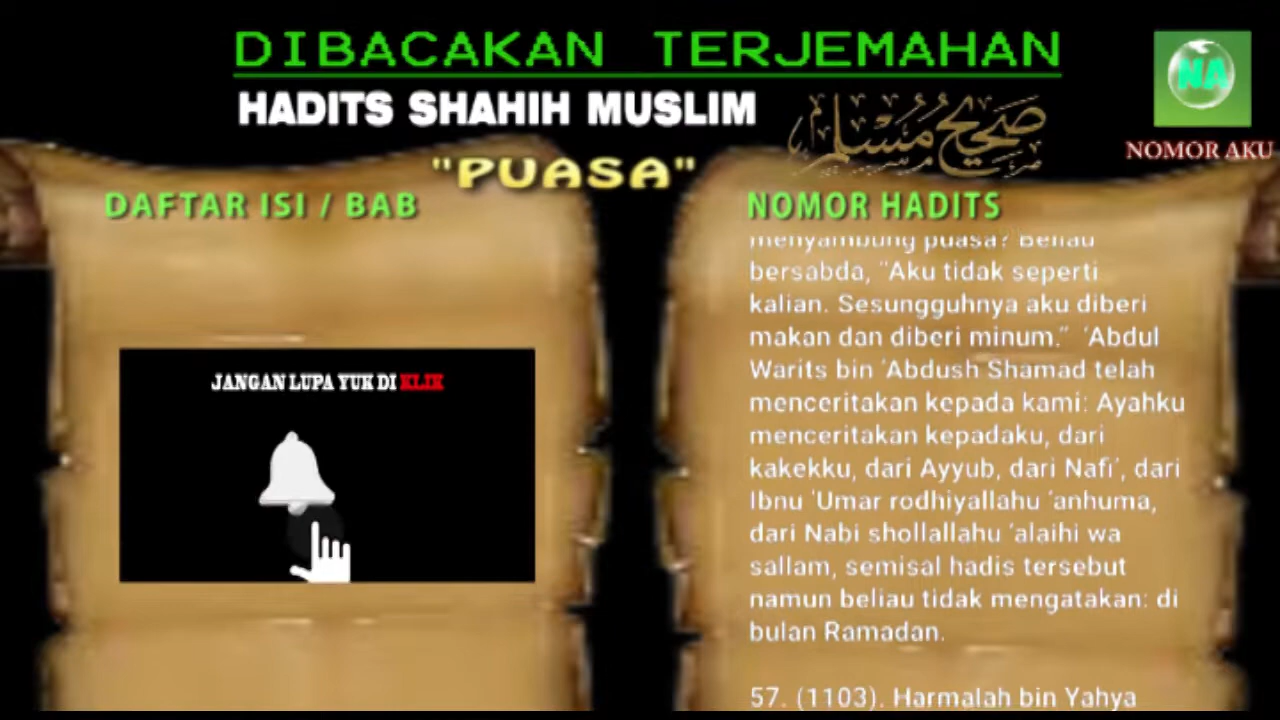 DIBACAKAN TERJEMAHAN
HADITS SHAHIH MUSLIM
صحيح مسلم
NA
NOMOR AKU
"PUASA"
DAFTAR ISI / BAB
JANGAN LUPA YUK DI KLIK
NOMOR HADITS
menyambung puasa? Beliau
bersabda, "Aku tidak seperti
kalian. Sesungguhnya aku diberi
makan dan diberi minum." 'Abdul
Warits bin 'Abdush Shamad telah
menceritakan kepada kami: Ayahku
menceritakan kepadaku, dari
kakekku, dari Ayyub, dari Nafi', dari
Ibnu 'Umar rodhiyallahu 'anhuma,
dari Nabi shollallahu 'alaihi wa
sallam, semisal hadis tersebut
namun beliau tidak mengatakan: di
bulan Ramadan.
57. (1103). Harmalah bin Yahya